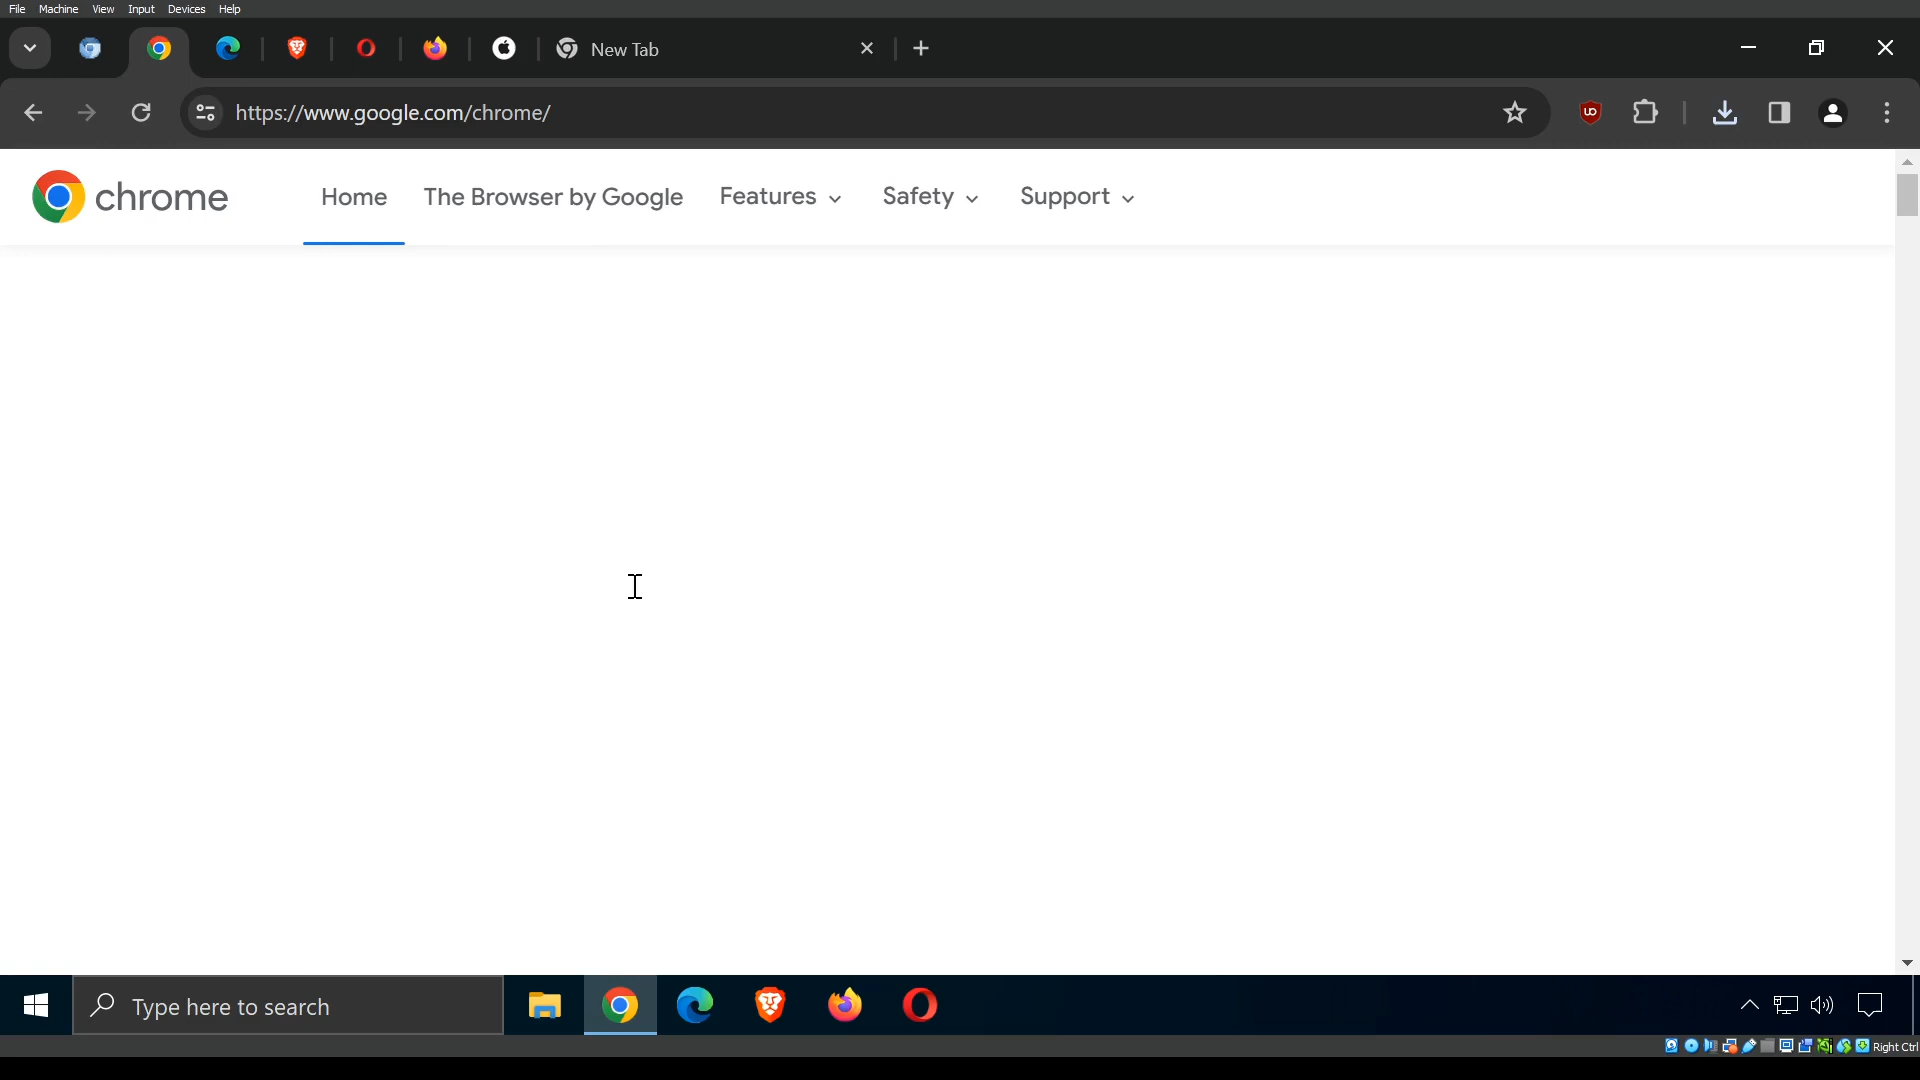 File Machine View Input Devices Help
New Tab
https://www.google.com/chrome/
chrome Home The Browser by Google Features Safety Support
Type here to search
Right Ctrl